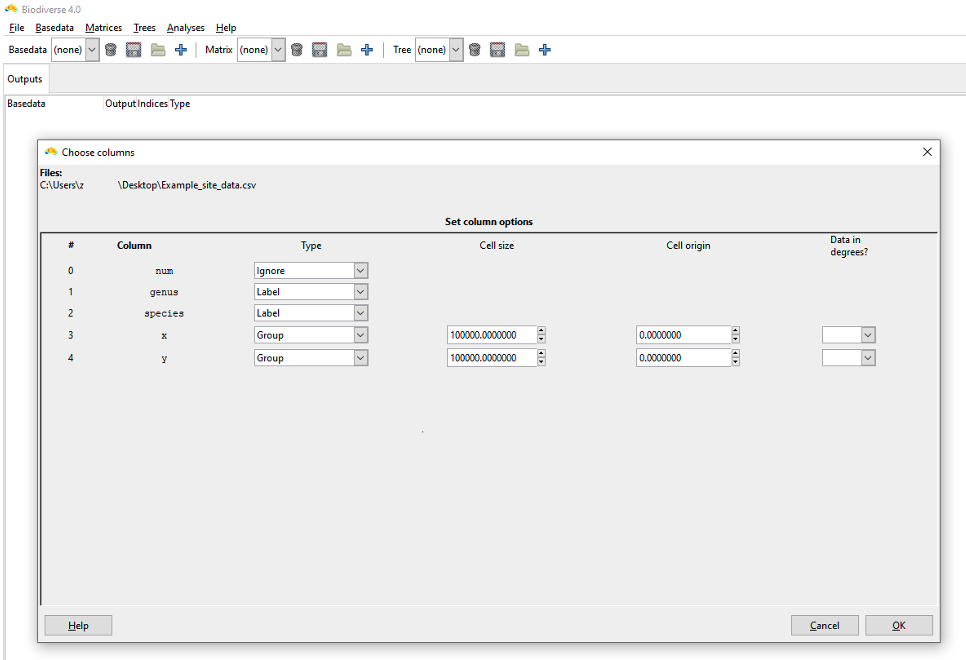 Biodiverse 4.0
File Basedata Matrices Trees Analyses Help
Basedata (none) Matrix (none) Tree (none)
Outputs
Basedata Output Indices Type
Choose columns
Files:
C:\Users\z \Desktop\Example_site_data.csv
Set column options
# Column Type Cell size Cell origin Data in degrees?
0 num Ignore
1 genus Label
2 species Label
3 x Group 100000.0000000 0.0000000
4 y Group 100000.0000000 0.0000000
Help Cancel OK